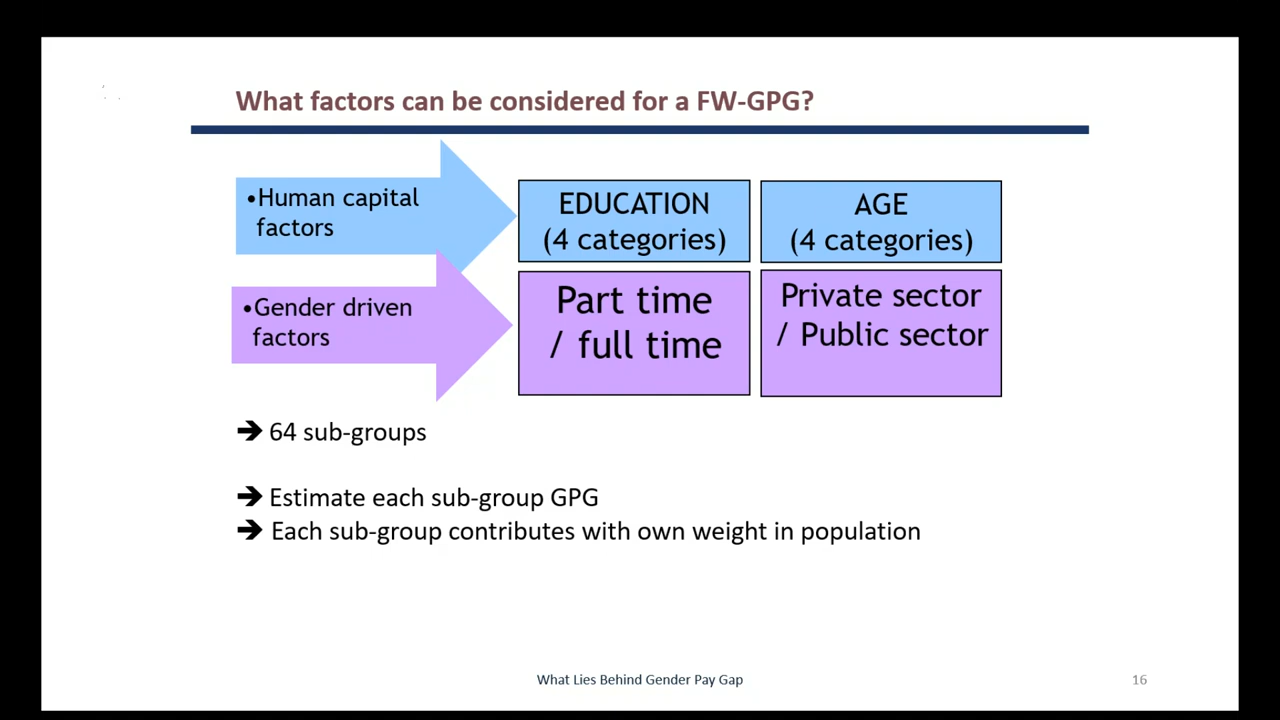 What factors can be considered for a FW-GPG?
•Human capital
factors
EDUCATION
(4 categories)
AGE
(4 categories)
•Gender driven
factors
Part time
/ full time
Private sector
/ Public sector
➔ 64 sub-groups
➔ Estimate each sub-group GPG
➔ Each sub-group contributes with own weight in population
What Lies Behind Gender Pay Gap
16